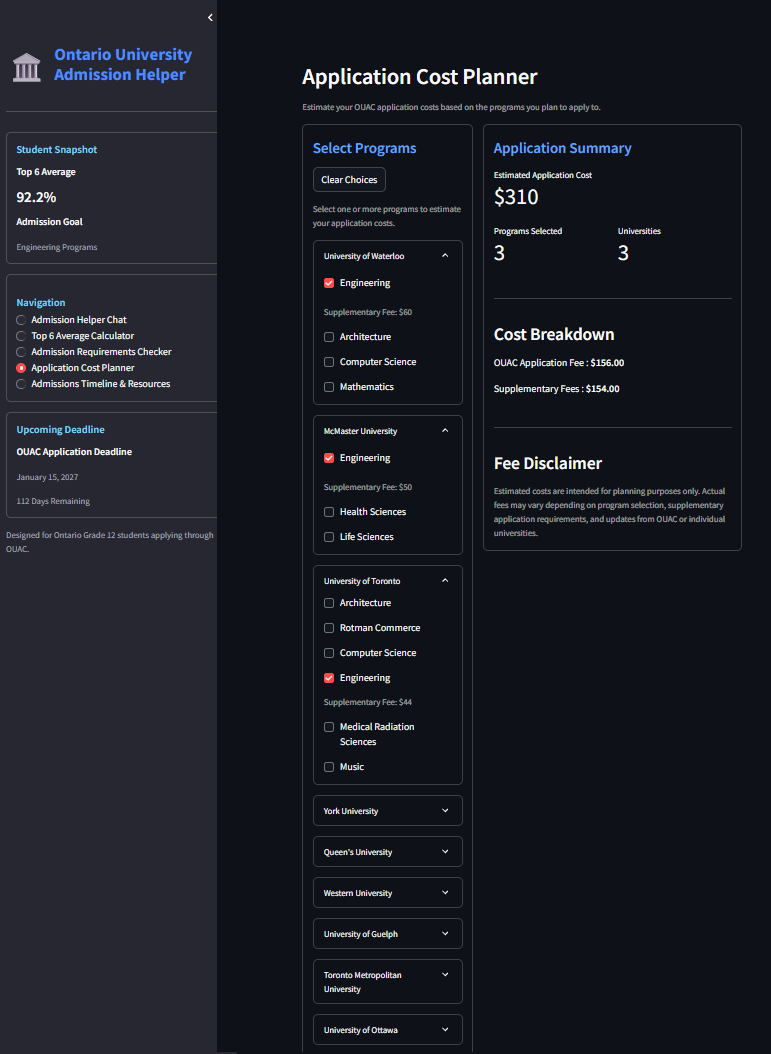 Ontario University
Admission Helper
Student Snapshot
Top 6 Average
92.2%
Admission Goal
Engineering Programs
Navigation
Admission Helper Chat
Top 6 Average Calculator
Admission Requirements Checker
Application Cost Planner
Admissions Timeline & Resources
Upcoming Deadline
OUAC Application Deadline
January 15, 2027
112 Days Remaining
Designed for Ontario Grade 12 students applying through
OUAC.
Application Cost Planner
Estimate your OUAC application costs based on the programs you plan to apply to.
Select Programs
Clear Choices
Select one or more programs to estimate
your application costs.
University of Waterloo
Engineering
Supplementary Fee: $60
Architecture
Computer Science
Mathematics
McMaster University
Engineering
Supplementary Fee: $50
Health Sciences
Life Sciences
University of Toronto
Architecture
Rotman Commerce
Computer Science
Engineering
Supplementary Fee: $44
Medical Radiation
Sciences
Music
York University
Queen's University
Western University
University of Guelph
Toronto Metropolitan
University
University of Ottawa
Application Summary
Estimated Application Cost
$310
Programs Selected
3
Universities
3
Cost Breakdown
OUAC Application Fee : $156.00
Supplementary Fees : $154.00
Fee Disclaimer
Estimated costs are intended for planning purposes only. Actual
fees may vary depending on program selection, supplementary
application requirements, and updates from OUAC or individual
universities.